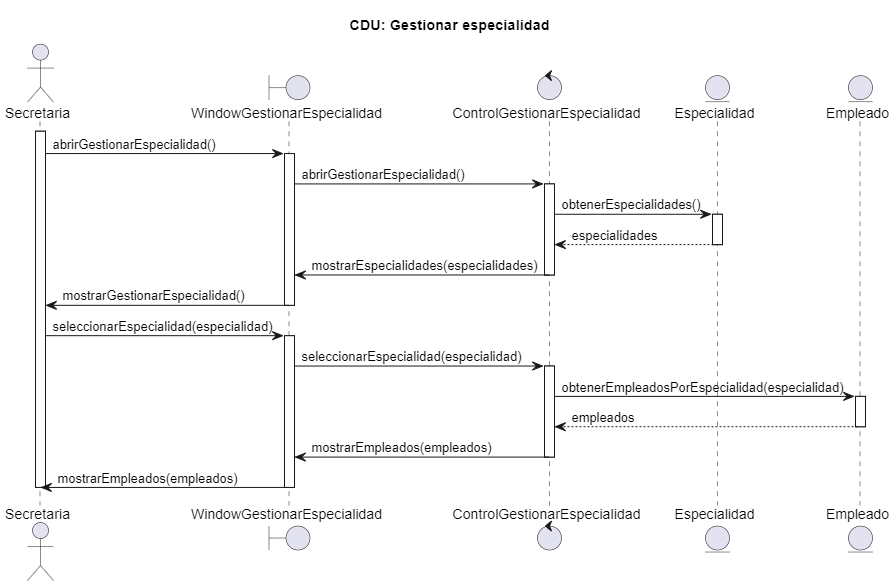 CDU: Gestionar especialidad
Secretaria
WindowGestionarEspecialidad
ControlGestionarEspecialidad
Especialidad
Empleado
abrirGestionarEspecialidad()
abrirGestionarEspecialidad()
obtenerEspecialidades()
especialidades
mostrarEspecialidades(especialidades)
mostrarGestionarEspecialidad()
seleccionarEspecialidad(especialidad)
seleccionarEspecialidad(especialidad)
obtenerEmpleadosPorEspecialidad(especialidad)
empleados
mostrarEmpleados(empleados)
mostrarEmpleados(empleados)
Secretaria
WindowGestionarEspecialidad
ControlGestionarEspecialidad
Especialidad
Empleado